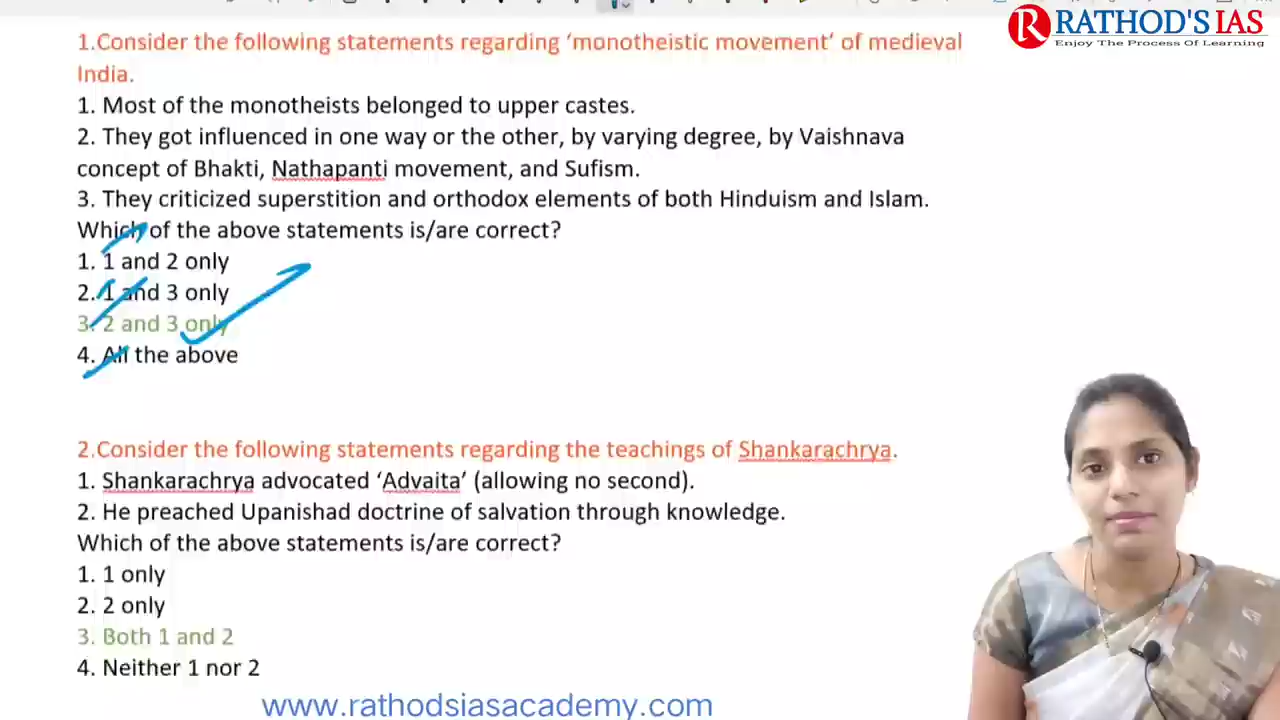 RATHOD'S IAS
Enjoy The Process Of Learning
1.Consider the following statements regarding ‘monotheistic movement’ of medieval
India.
1. Most of the monotheists belonged to upper castes.
2. They got influenced in one way or the other, by varying degree, by Vaishnava
concept of Bhakti, Nathapanti movement, and Sufism.
3. They criticized superstition and orthodox elements of both Hinduism and Islam.
Which of the above statements is/are correct?
1. 1 and 2 only
2. 1 and 3 only
3. 2 and 3 only
4. All the above
2.Consider the following statements regarding the teachings of Shankarachrya.
1. Shankarachrya advocated ‘Advaita’ (allowing no second).
2. He preached Upanishad doctrine of salvation through knowledge.
Which of the above statements is/are correct?
1. 1 only
2. 2 only
3. Both 1 and 2
4. Neither 1 nor 2
www.rathodsiasacademy.com